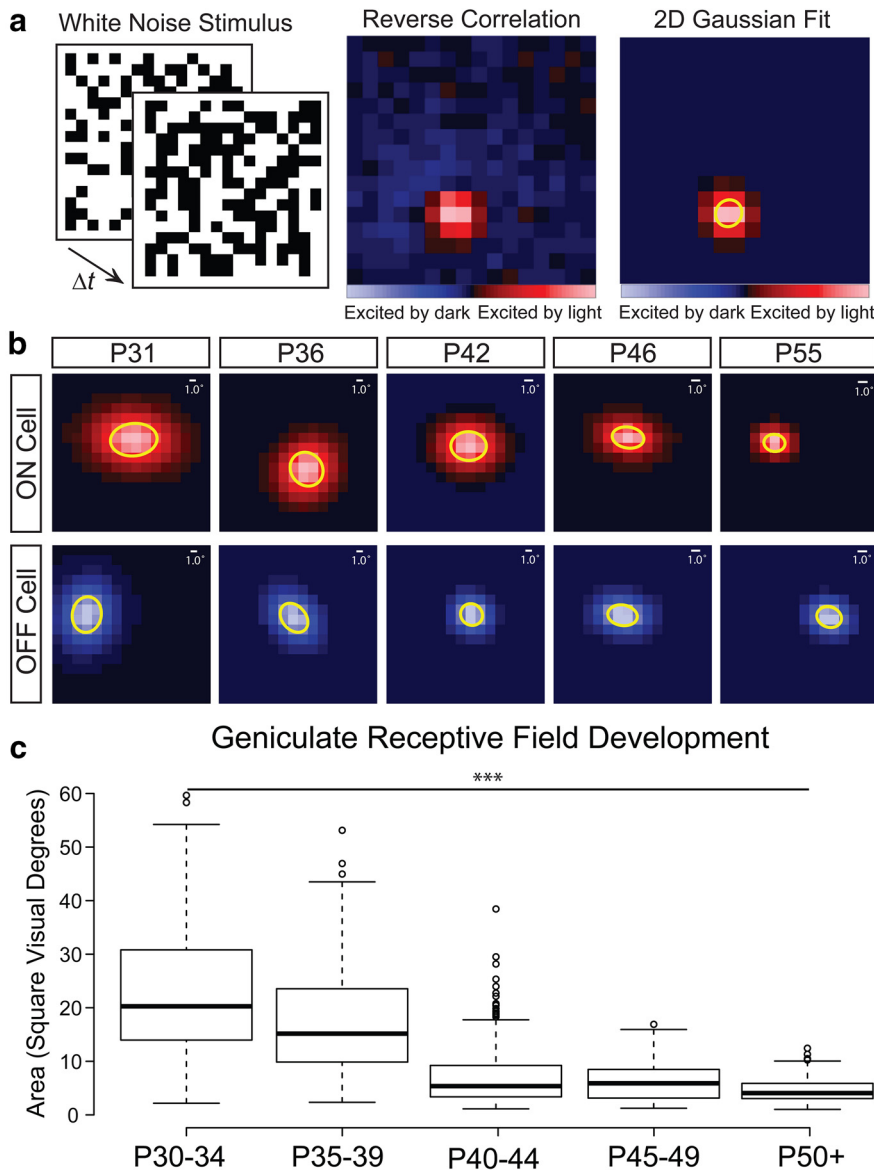 a
White Noise Stimulus
Reverse Correlation
2D Gaussian Fit
Δt
Excited by dark Excited by light
Excited by dark Excited by light
b
P31
P36
P42
P46
P55
ON Cell
1.0°
1.0°
1.0°
1.0°
1.0°
OFF Cell
1.0°
1.0°
1.0°
1.0°
1.0°
c
Geniculate Receptive Field Development
***
Area (Square Visual Degrees)
60
50
40
30
20
10
0
P30-34
P35-39
P40-44
P45-49
P50+